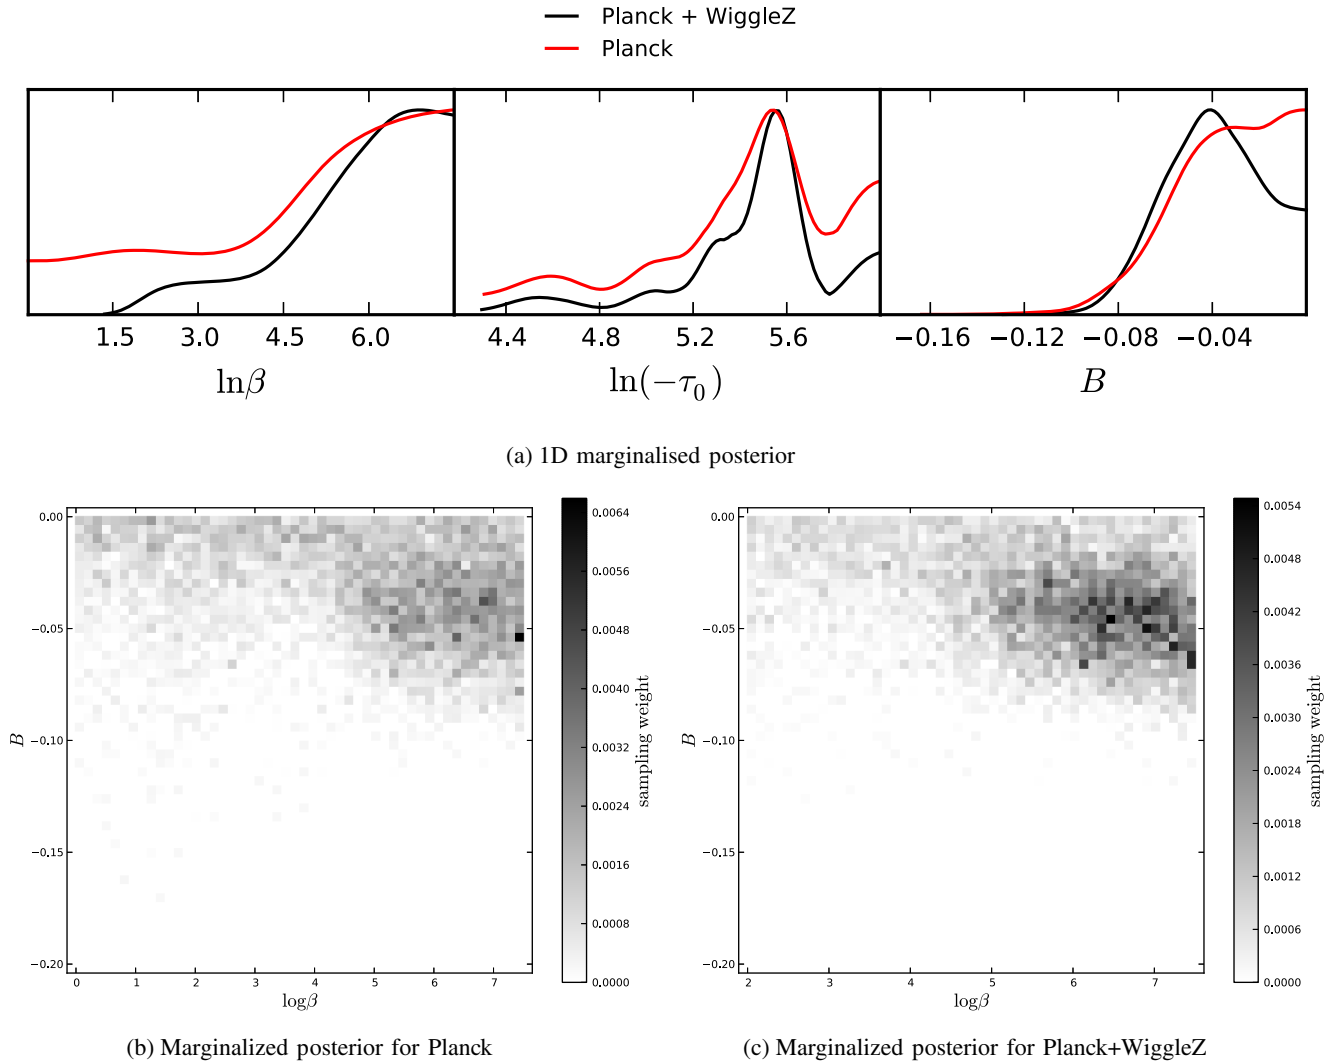 Planck + WiggleZ
Planck
1.5 3.0 4.5 6.0 4.4 4.8 5.2 5.6 −0.16 −0.12 −0.08 −0.04
lnβ ln(−τ₀) B
(a) 1D marginalised posterior
0.00
−0.05
−0.10
−0.15
−0.20
B
0 1 2 3 4 5 6 7
logβ
0.0064
0.0056
0.0048
0.0040
0.0032
0.0024
0.0016
0.0008
0.0000
sampling weight
(b) Marginalized posterior for Planck
0.00
−0.05
−0.10
−0.15
−0.20
B
2 3 4 5 6 7
logβ
0.0054
0.0048
0.0042
0.0036
0.0030
0.0024
0.0018
0.0012
0.0006
0.0000
sampling weight
(c) Marginalized posterior for Planck+WiggleZ